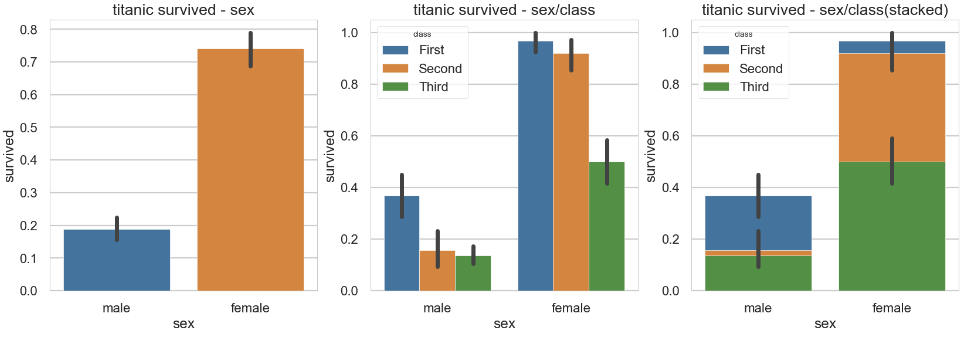 titanic survived - sex
survived
0.8
0.7
0.6
0.5
0.4
0.3
0.2
0.1
0.0
male
female
sex
titanic survived - sex/class
survived
1.0
0.8
0.6
0.4
0.2
0.0
class
First
Second
Third
male
female
sex
titanic survived - sex/class(stacked)
survived
1.0
0.8
0.6
0.4
0.2
0.0
class
First
Second
Third
male
female
sex